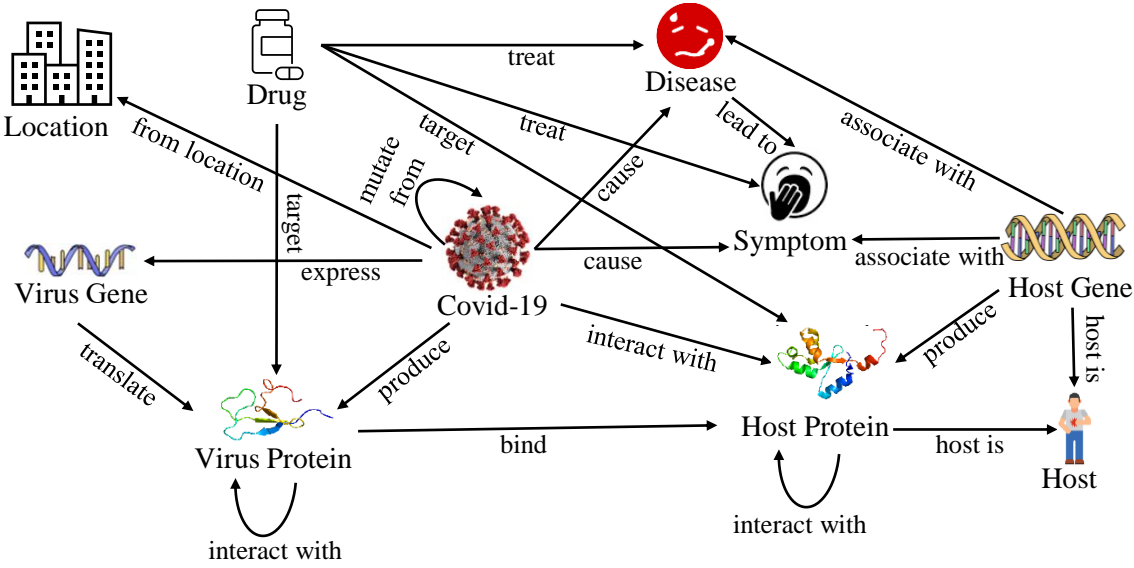 treat
Disease
Drug
Location
from location
mutate
from
target
treat
lead to
associate with
cause
target
Symptom
associate with
Virus Gene
express
Covid-19
cause
Host Gene
translate
produce
interact with
produce
host is
Virus Protein
bind
Host Protein
host is
Host
interact with
interact with